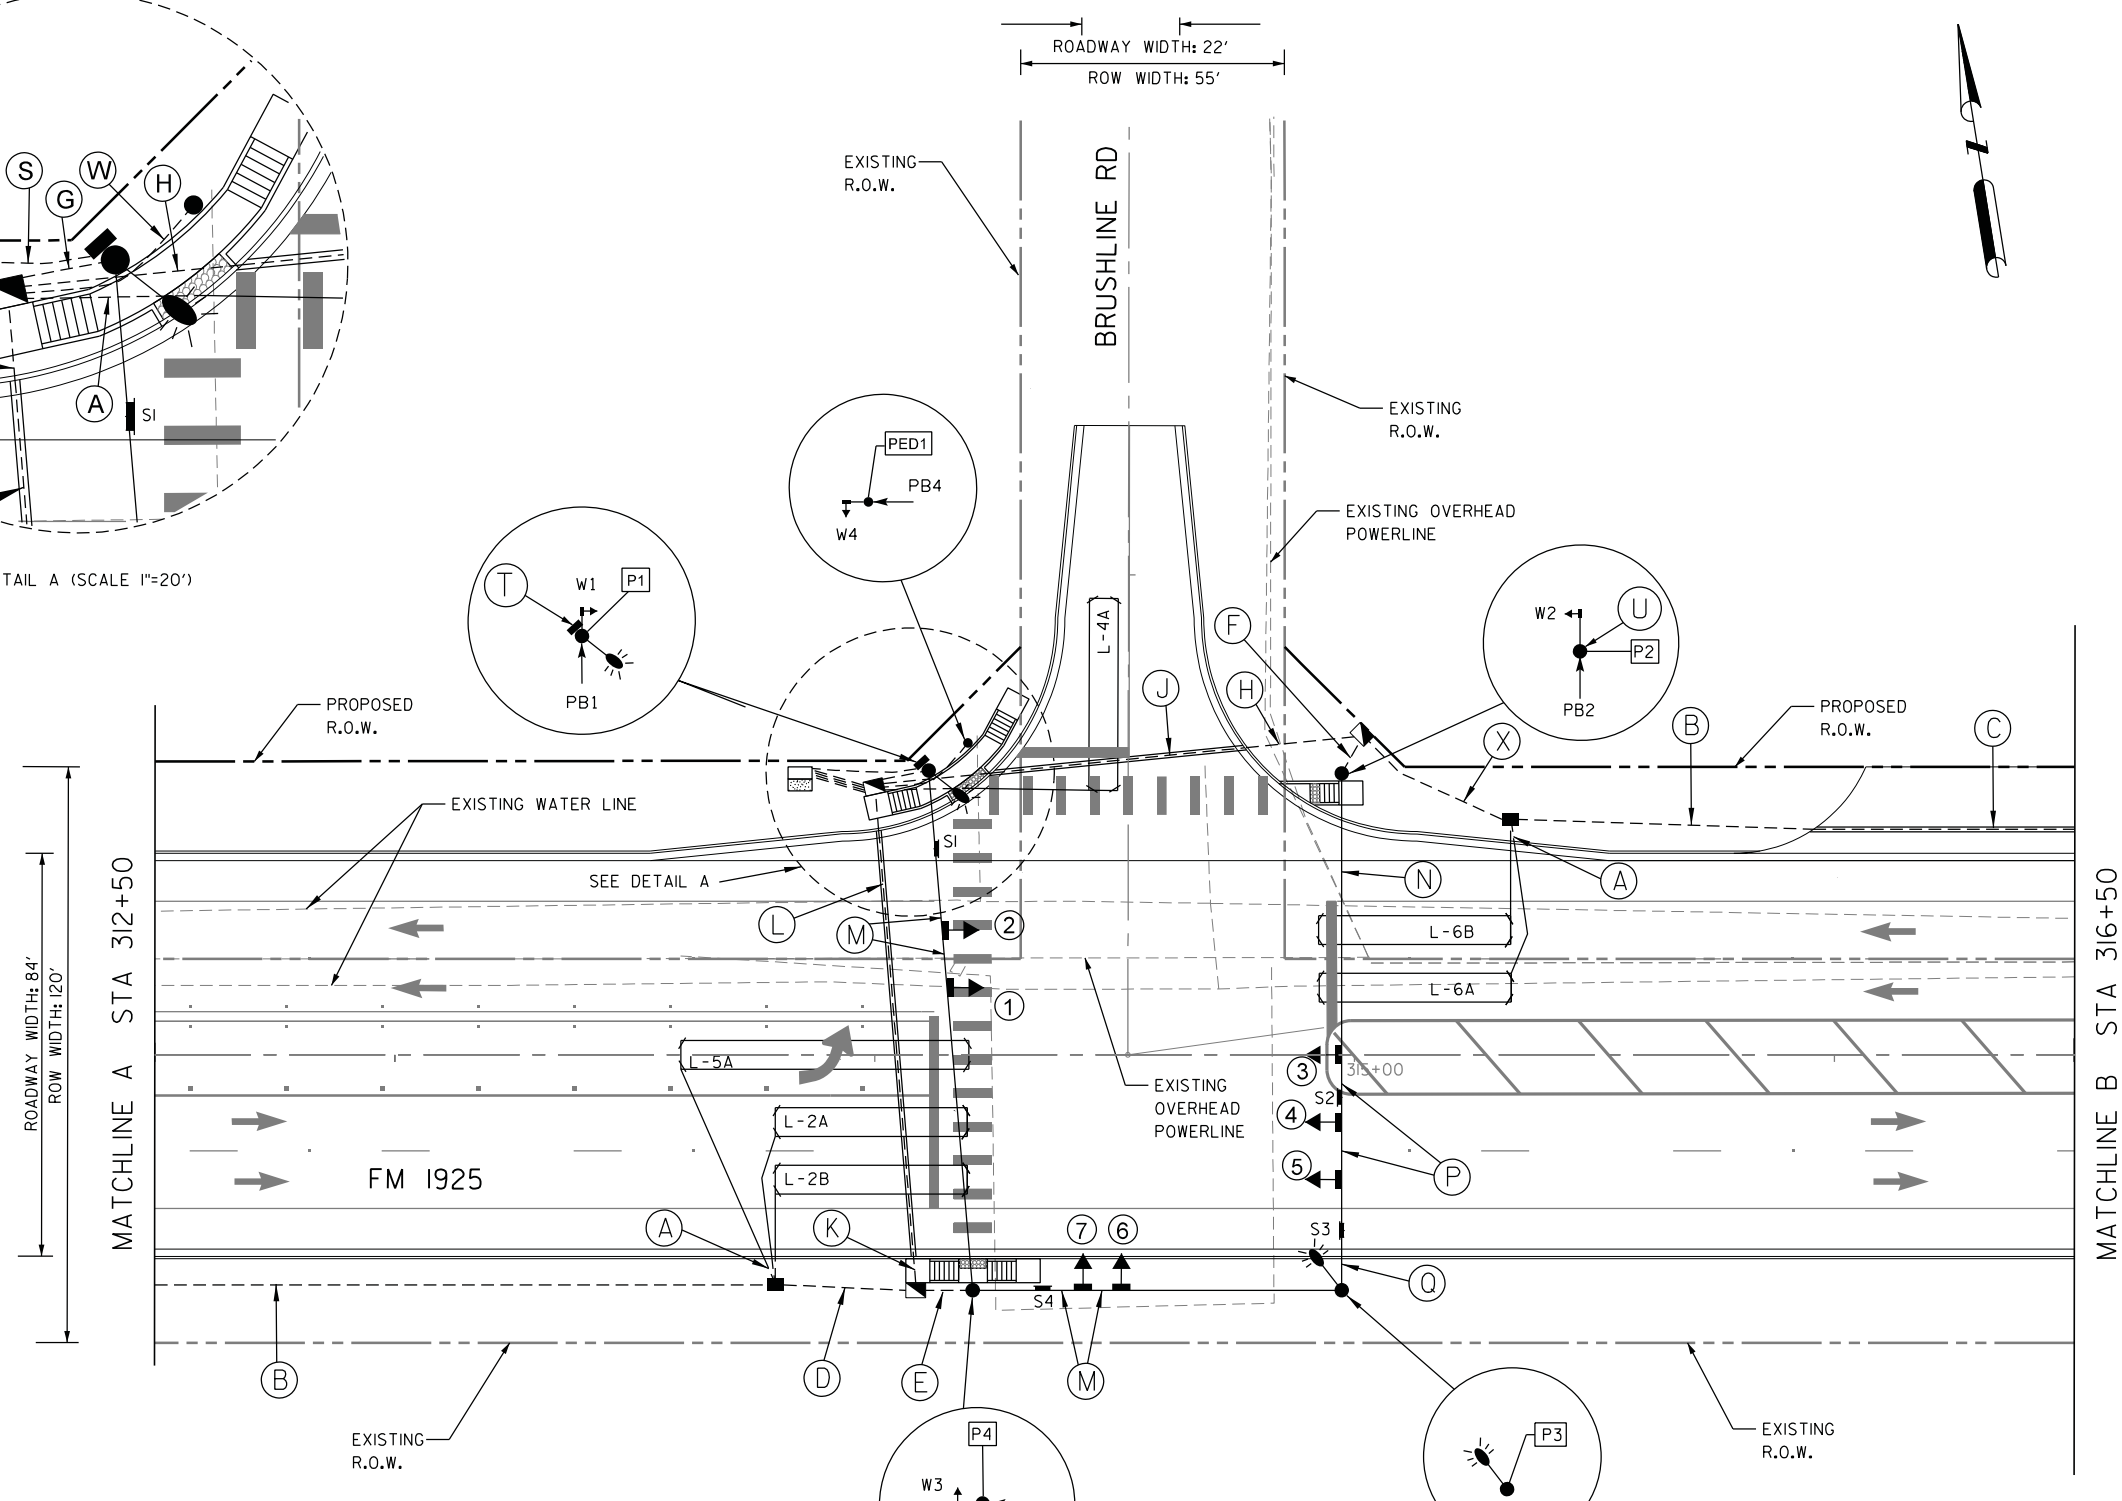 ROADWAY WIDTH: 22'
ROW WIDTH: 55'
S
G
W
H
A
S1
TAIL A (SCALE 1"=20')
EXISTING
R.O.W.
BRUSHLINE RD
EXISTING
R.O.W.
PED1
PB4
W4
EXISTING OVERHEAD
POWERLINE
T
W1
P1
PB1
L-4A
F
H
J
W2
U
P2
PB2
PROPOSED
R.O.W.
X
B
PROPOSED
R.O.W.
C
EXISTING WATER LINE
S1
SEE DETAIL A
N
A
L
M
2
1
L-6B
L-6A
MATCHLINE A STA 312+50
ROADWAY WIDTH: 84'
ROW WIDTH: 120'
L-5A
L-2A
L-2B
FM 1925
EXISTING
OVERHEAD
POWERLINE
3
315+00
S2
4
5
P
MATCHLINE B STA 316+50
A
K
7
6
S3
S4
Q
B
D
E
M
EXISTING
R.O.W.
P4
W3
P3
EXISTING
R.O.W.